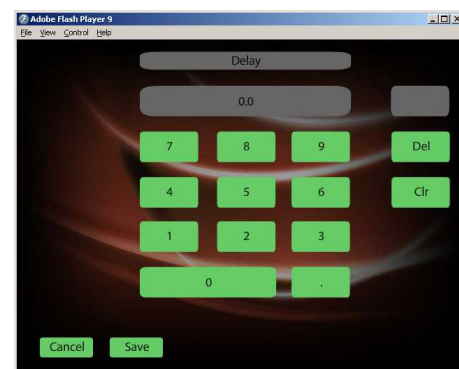 Adobe Flash Player 9
File View Control Help
Delay
0.0
7 8 9 Del
4 5 6 Clr
1 2 3
0 .
Cancel Save